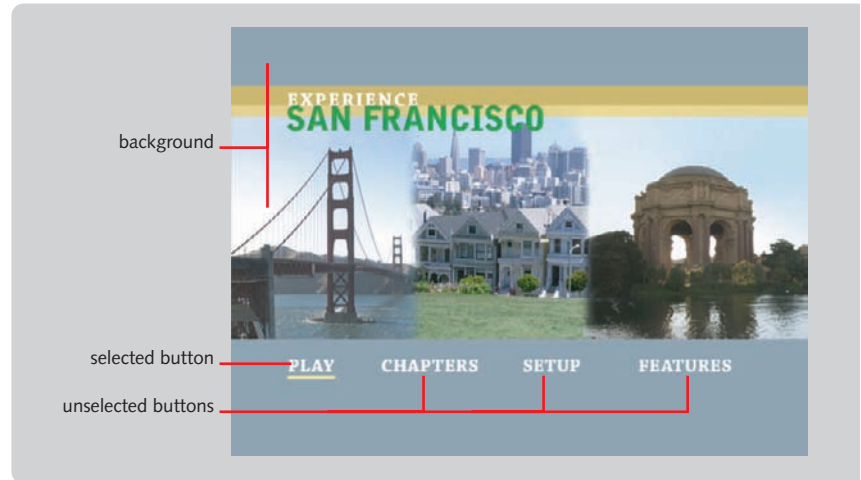 EXPERIENCE
SAN FRANCISCO
background
selected button
PLAY CHAPTERS SETUP FEATURES
unselected buttons